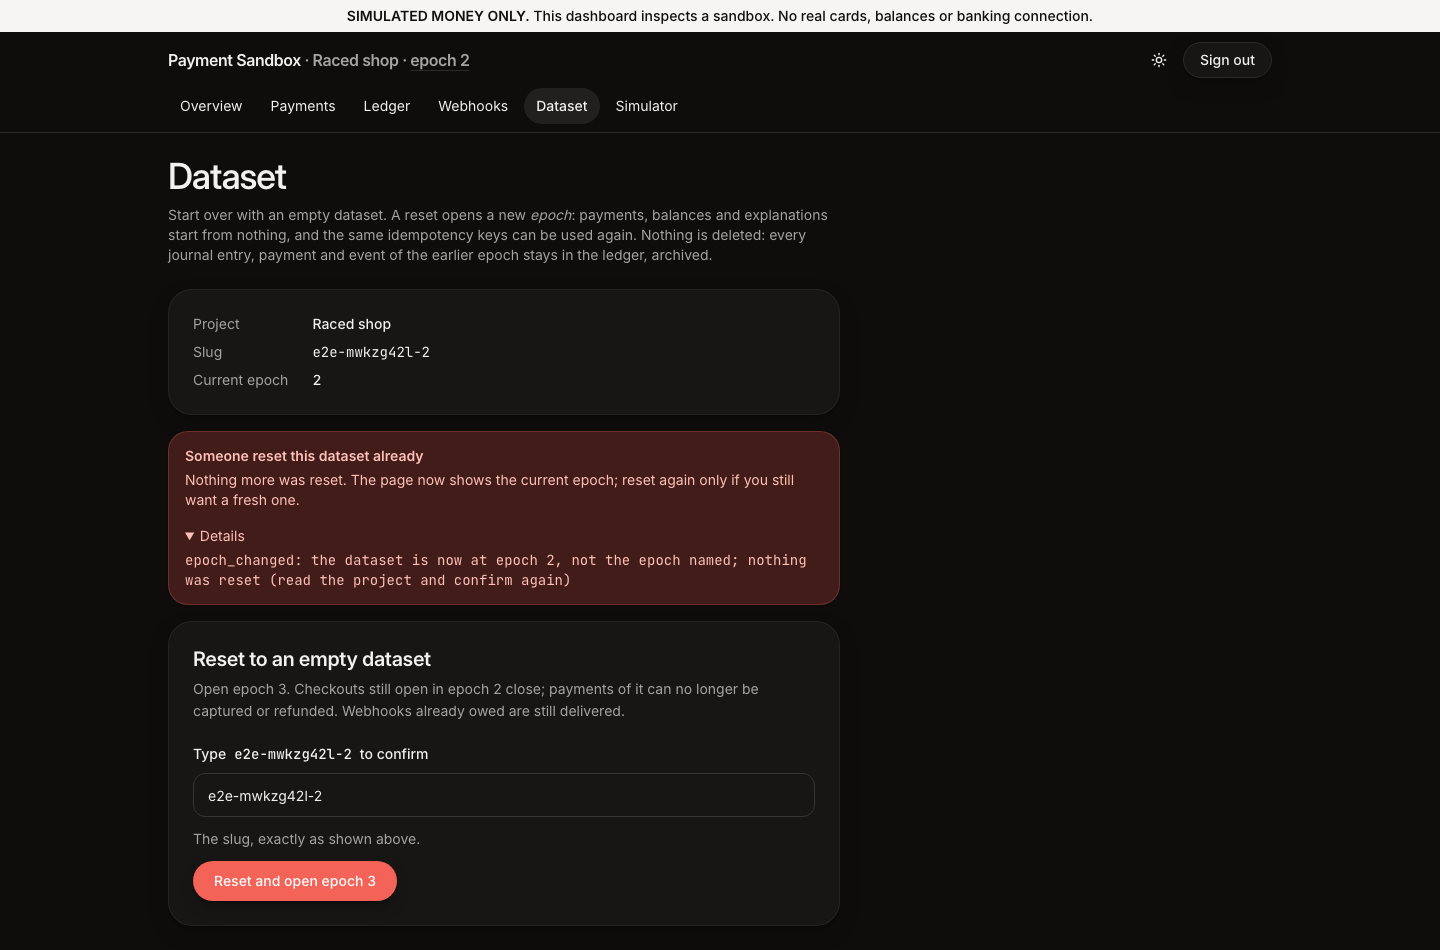 SIMULATED MONEY ONLY. This dashboard inspects a sandbox. No real cards, balances or banking connection.
Payment Sandbox · Raced shop · epoch 2
Sign out
Overview Payments Ledger Webhooks Dataset Simulator
Dataset
Start over with an empty dataset. A reset opens a new epoch: payments, balances and explanations
start from nothing, and the same idempotency keys can be used again. Nothing is deleted: every
journal entry, payment and event of the earlier epoch stays in the ledger, archived.
Project Raced shop
Slug e2e-mwkzg42l-2
Current epoch 2
Someone reset this dataset already
Nothing more was reset. The page now shows the current epoch; reset again only if you still
want a fresh one.
▼ Details
epoch_changed: the dataset is now at epoch 2, not the epoch named; nothing
was reset (read the project and confirm again)
Reset to an empty dataset
Open epoch 3. Checkouts still open in epoch 2 close; payments of it can no longer be
captured or refunded. Webhooks already owed are still delivered.
Type e2e-mwkzg42l-2 to confirm
e2e-mwkzg42l-2
The slug, exactly as shown above.
Reset and open epoch 3